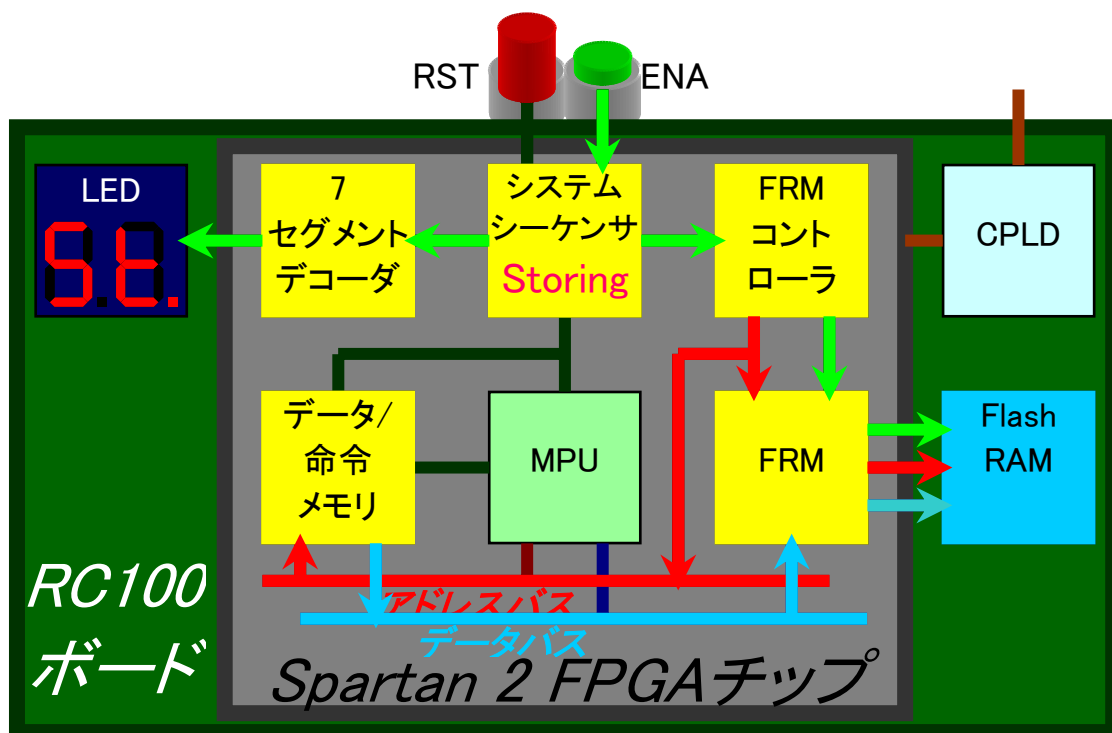 RST
ENA
LED
St.
7
セグメント
デコーダ
システム
シーケンサ
Storing
FRM
コント
ローラ
CPLD
データ/
命令
メモリ
MPU
FRM
Flash
RAM
アドレスバス
データバス
RC100
ボード
Spartan 2 FPGAチップ